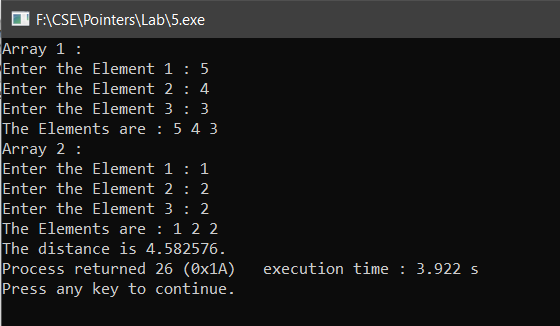 F:\CSE\Pointers\Lab\5.exe
Array 1 :
Enter the Element 1 : 5
Enter the Element 2 : 4
Enter the Element 3 : 3
The Elements are : 5 4 3
Array 2 :
Enter the Element 1 : 1
Enter the Element 2 : 2
Enter the Element 3 : 2
The Elements are : 1 2 2
The distance is 4.582576.
Process returned 26 (0x1A)   execution time : 3.922 s
Press any key to continue.